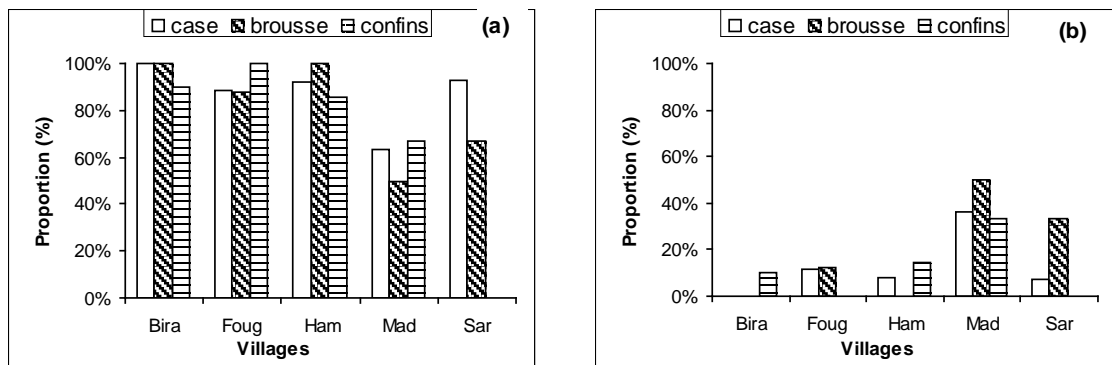 case brousse confins (a)
100%
80%
60%
40%
20%
0%
Proportion (%)
Bira Foug Ham Mad Sar
Villages
case brousse confins (b)
100%
80%
60%
40%
20%
0%
Proportion (%)
Bira Foug Ham Mad Sar
Villages